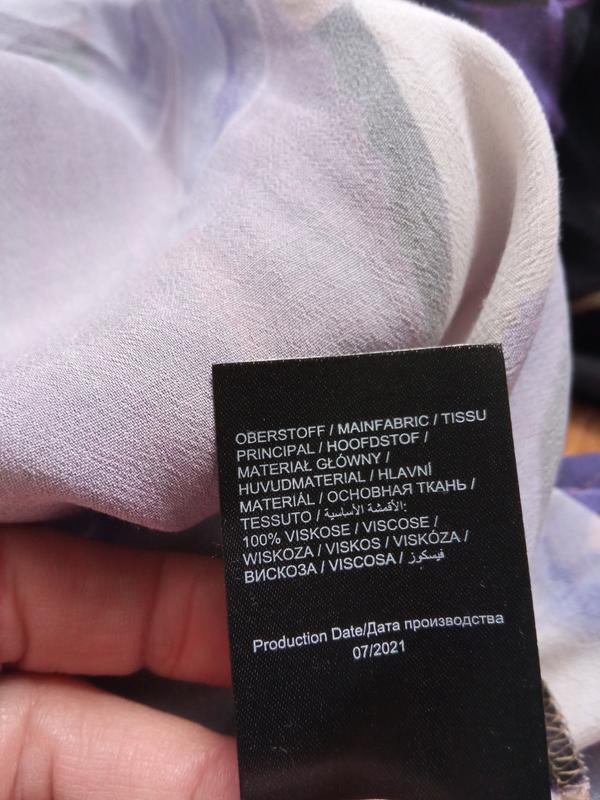 OBERSTOFF / MAINFABRIC / TISSU
PRINCIPAL / HOOFDSTOF /
MATERIAŁ GŁÓWNY /
HUVUDMATERIAL / HLAVNÍ
MATERIÁL / ОСНОВНАЯ ТКАНЬ /
TESSUTO / الأقمشة الأساسية:
100% VISKOSE / VISCOSE /
WISKOZA / VISKOS / VISKÓZA /
ВИСКОЗА / VISCOSA / فيسكوز
Production Date/Дата производства
07/2021